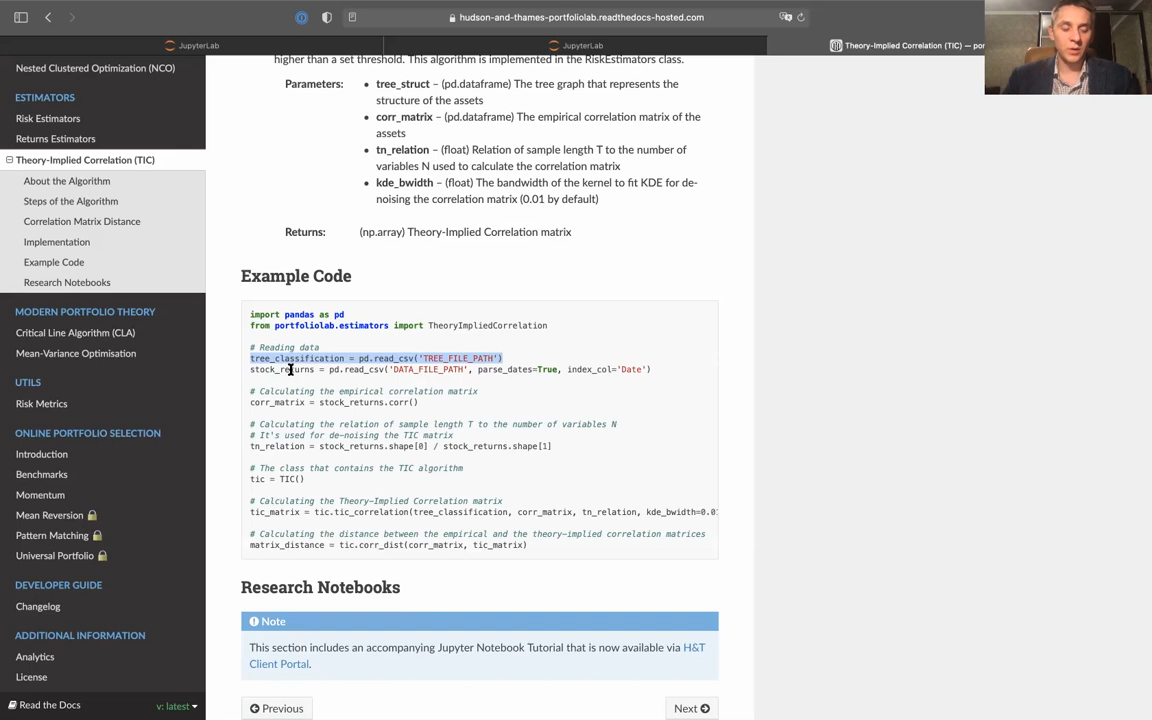 hudson-and-thames-portfoliolab.readthedocs-hosted.com
JupyterLab
JupyterLab
Theory-Implied Correlation (TIC) — por
Nested Clustered Optimization (NCO)
ESTIMATORS
Risk Estimators
Returns Estimators
Theory-Implied Correlation (TIC)
About the Algorithm
Steps of the Algorithm
Correlation Matrix Distance
Implementation
Example Code
Research Notebooks
MODERN PORTFOLIO THEORY
Critical Line Algorithm (CLA)
Mean-Variance Optimisation
UTILS
Risk Metrics
ONLINE PORTFOLIO SELECTION
Introduction
Benchmarks
Momentum
Mean Reversion
Pattern Matching
Universal Portfolio
DEVELOPER GUIDE
Changelog
ADDITIONAL INFORMATION
Analytics
License
Read the Docs
v: latest
higher than a set threshold. This algorithm is implemented in the RiskEstimators class.
Parameters:
• tree_struct – (pd.dataframe) The tree graph that represents the
structure of the assets
• corr_matrix – (pd.dataframe) The empirical correlation matrix of the
assets
• tn_relation – (float) Relation of sample length T to the number of
variables N used to calculate the correlation matrix
• kde_bwidth – (float) The bandwidth of the kernel to fit KDE for de-
noising the correlation matrix (0.01 by default)
Returns: (np.array) Theory-Implied Correlation matrix
Example Code
import pandas as pd
from portfoliolab.estimators import TheoryImpliedCorrelation
# Reading data
tree_classification = pd.read_csv('TREE_FILE_PATH')
stock_returns = pd.read_csv('DATA_FILE_PATH', parse_dates=True, index_col='Date')
# Calculating the empirical correlation matrix
corr_matrix = stock_returns.corr()
# Calculating the relation of sample length T to the number of variables N
# It's used for de-noising the TIC matrix
tn_relation = stock_returns.shape[0] / stock_returns.shape[1]
# The class that contains the TIC algorithm
tic = TIC()
# Calculating the Theory-Implied Correlation matrix
tic_matrix = tic.tic_correlation(tree_classification, corr_matrix, tn_relation, kde_bwidth=0.01
# Calculating the distance between the empirical and the theory-implied correlation matrices
matrix_distance = tic.corr_dist(corr_matrix, tic_matrix)
Research Notebooks
Note
This section includes an accompanying Jupyter Notebook Tutorial that is now available via H&T
Client Portal.
Previous
Next